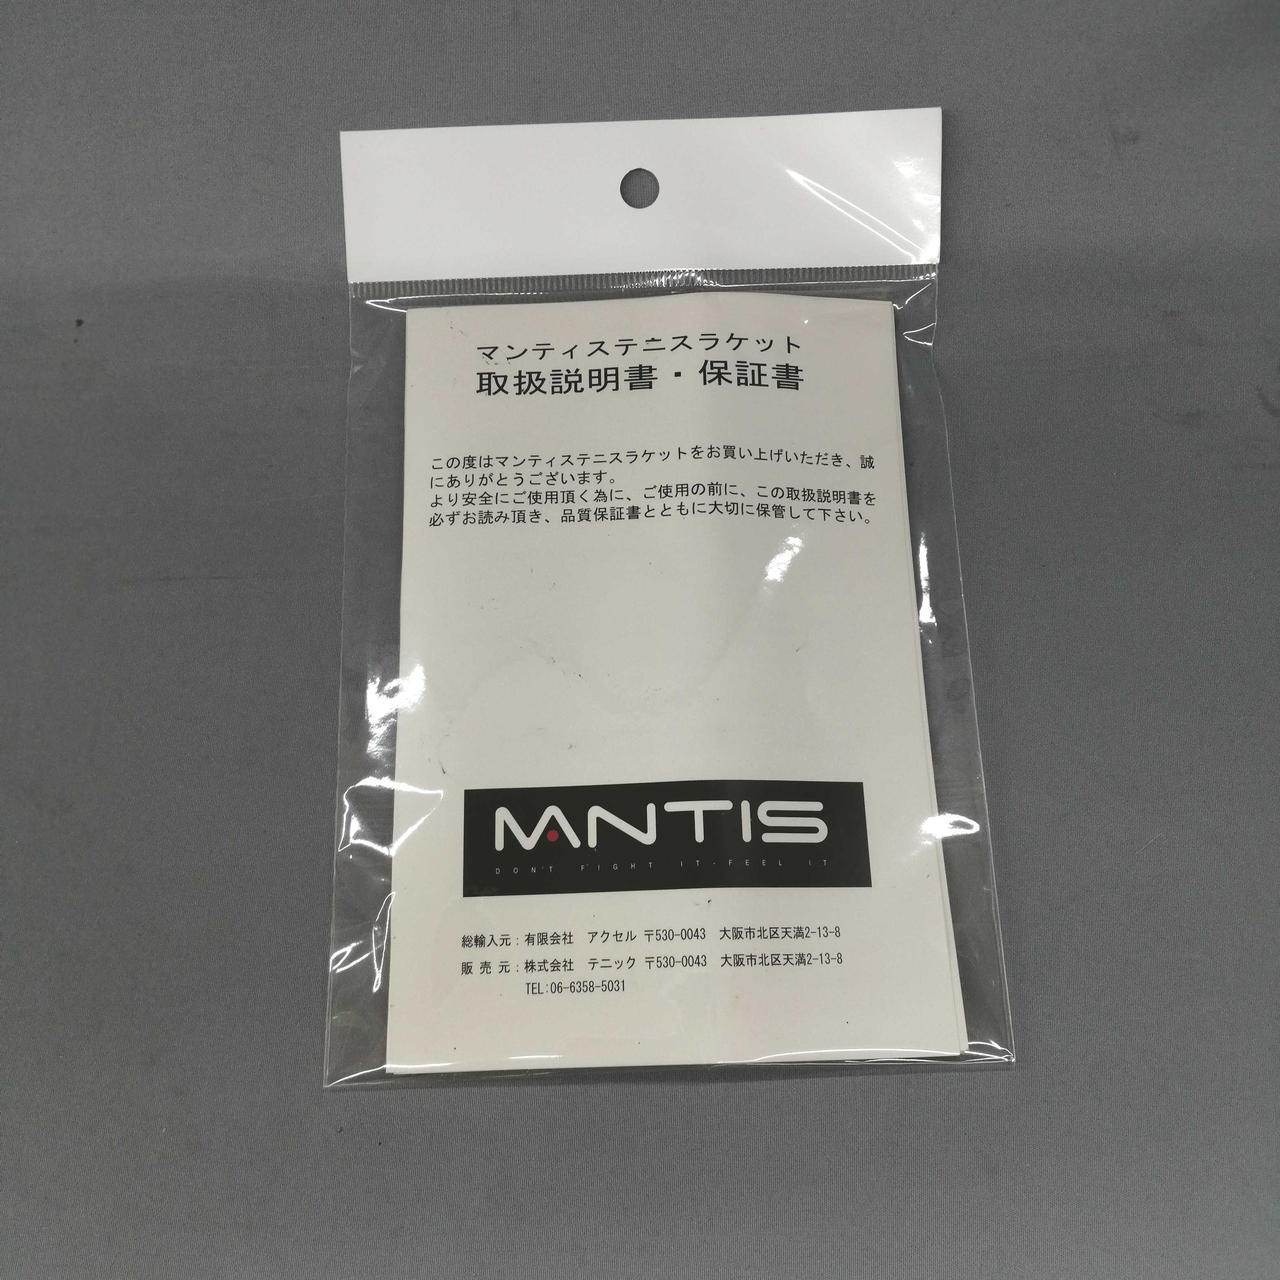 マンティステニスラケット
取扱説明書・保証書
この度はマンティステニスラケットをお買い上げいただき、誠
にありがとうございます。
より安全にご使用頂く為に、ご使用の前に、この取扱説明書を
必ずお読み頂き、品質保証書とともに大切に保管して下さい。
MANTIS
DON'T FIGHT IT-FEEL IT
総輸入元:有限会社 アクセル 〒530-0043 大阪市北区天満2-13-8
販売元:株式会社 テニック 〒530-0043 大阪市北区天満2-13-8
TEL:06-6358-5031